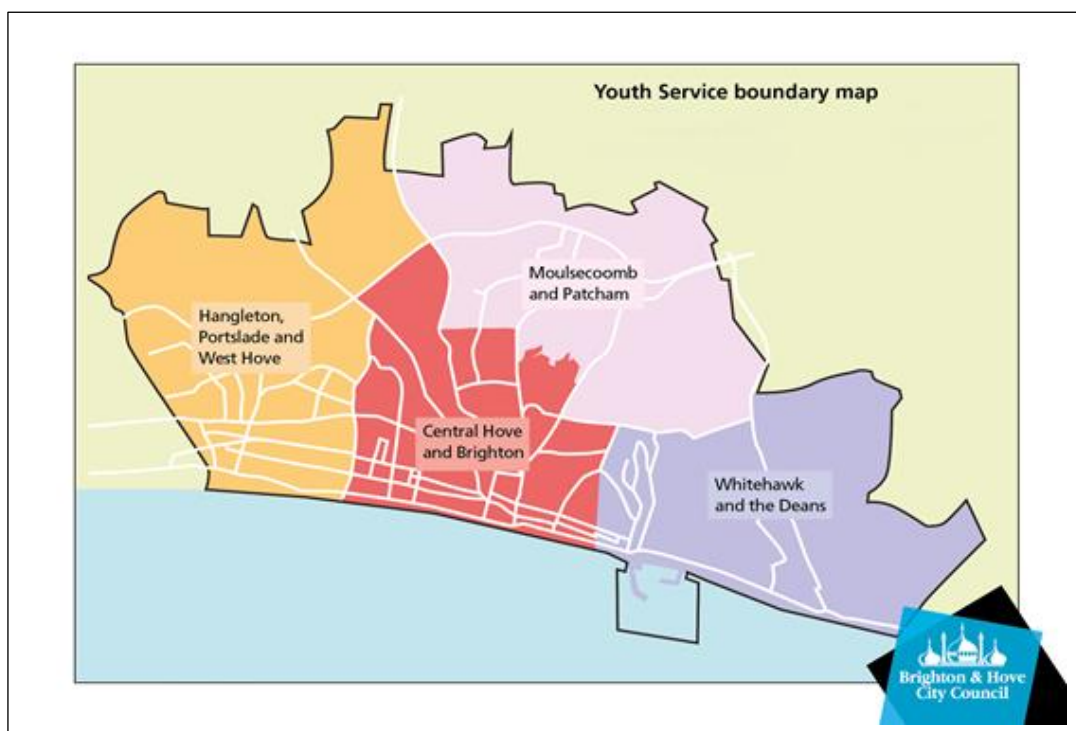 Youth Service boundary map
Moulsecoomb
and Patcham
Hangleton,
Portslade and
West Hove
Central Hove
and Brighton
Whitehawk
and the Deans
Brighton & Hove
City Council